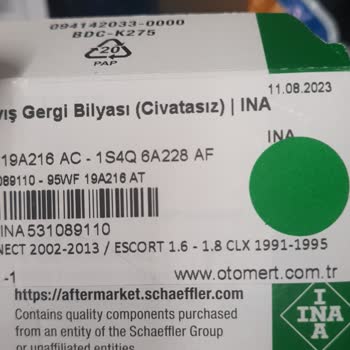 094142033-0000
BDC-K275
20
PAP
11.08.2023
yış Gergi Bilyası (Civatasız) | INA
INA
19A216 AC - 1S4Q 6A228 AF
089110 - 95WF 19A216 AT
INA 531089110
NECT 2002-2013 / ESCORT 1.6 - 1.8 CLX 1991-1995
-1
www.otomert.com.tr
https://aftermarket.schaeffler.com
Contains quality components purchased
from an entity of the Schaeffler Group
or unaffiliated entities
I
INA
A